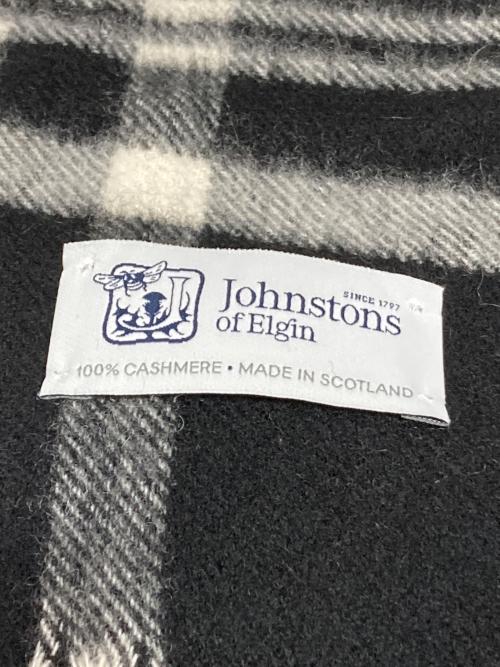 SINCE 1797
Johnstons
of Elgin
100% CASHMERE • MADE IN SCOTLAND